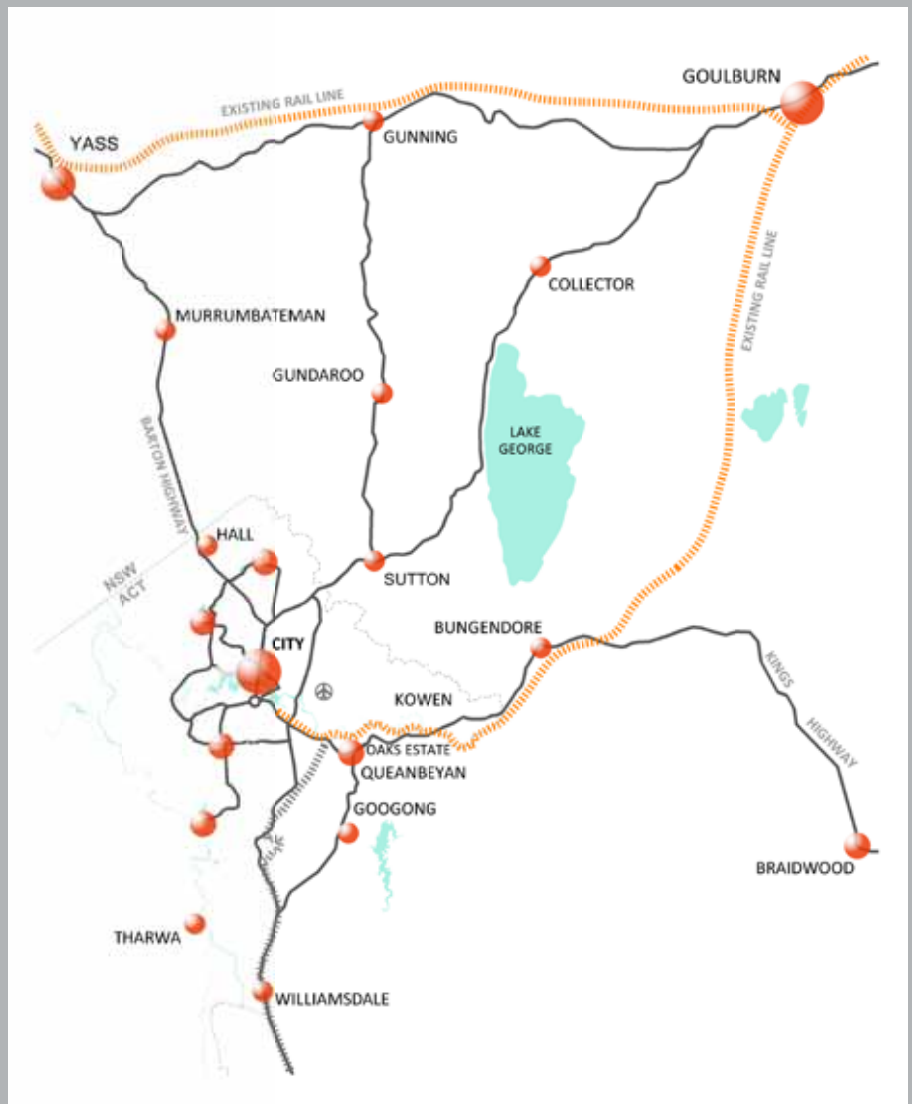 GOULBURN
EXISTING RAIL LINE
GUNNING
YASS
EXISTING RAIL LINE
COLLECTOR
MURRUMBATEMAN
GUNDAROO
BARTON HIGHWAY
LAKE
GEORGE
HALL
NSW
ACT
SUTTON
BUNGENDORE
CITY
KINGS
HIGHWAY
KOWEN
OAKS ESTATE
QUEANBEYAN
GOOGONG
BRAIDWOOD
THARWA
WILLIAMSDALE